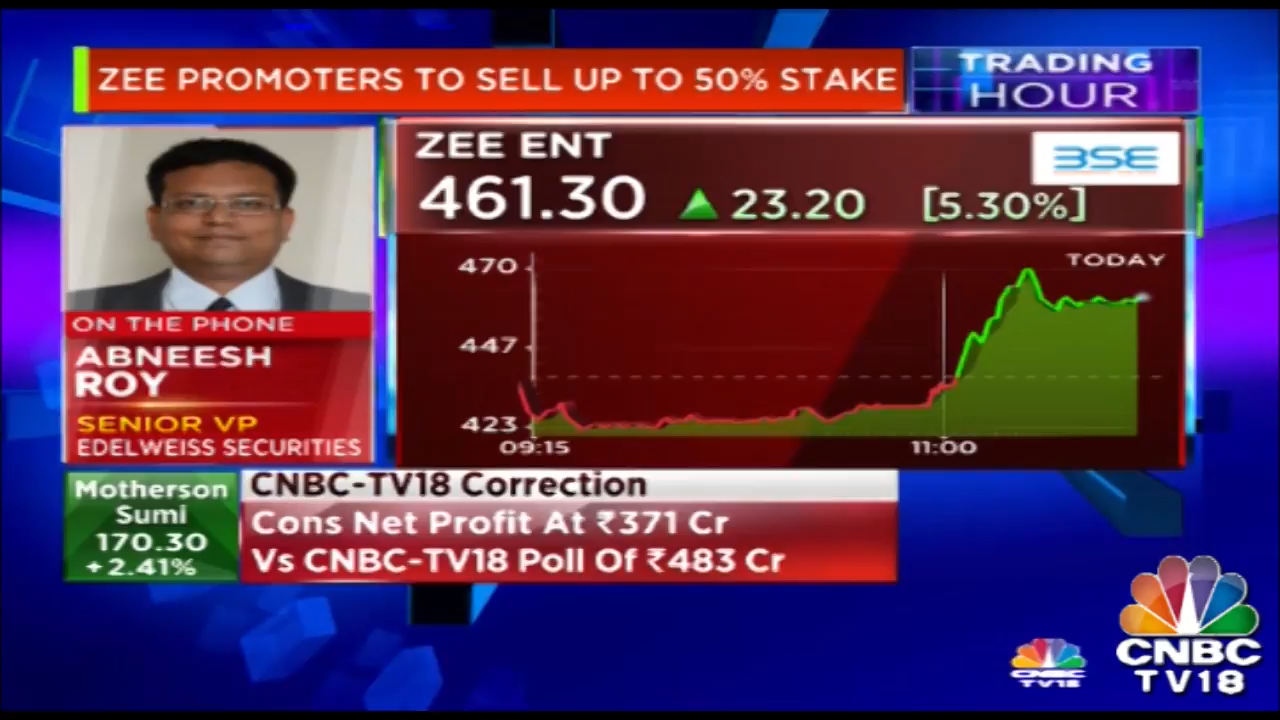 ZEE PROMOTERS TO SELL UP TO 50% STAKE
TRADING
HOUR
ZEE ENT
BSE
461.30 ▲ 23.20 [5.30%]
TODAY
470
447
423
09:15 11:00
ON THE PHONE
ABNEESH
ROY
SENIOR VP
EDELWEISS SECURITIES
Motherson
Sumi
170.30
+2.41%
CNBC-TV18 Correction
Cons Net Profit At ₹371 Cr
Vs CNBC-TV18 Poll Of ₹483 Cr
CNBC
TV18
CNBC
TV18